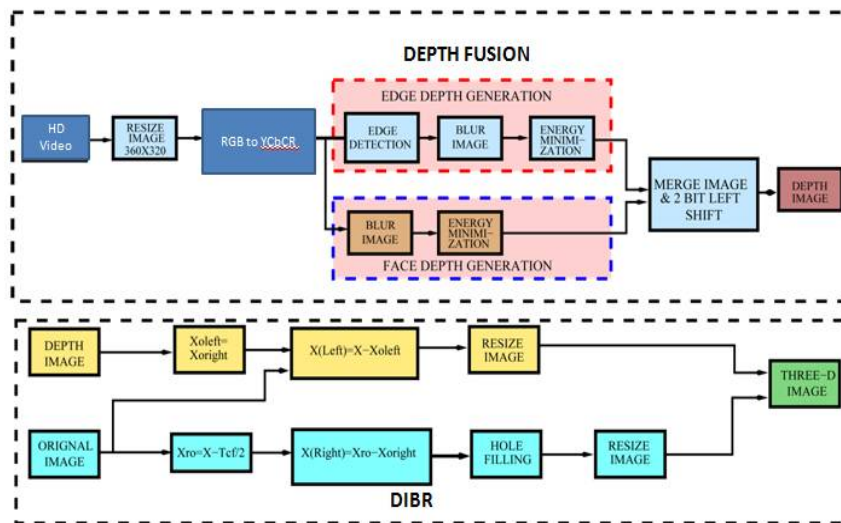 DEPTH FUSION
EDGE DEPTH GENERATION
HD
Video
RESIZE
IMAGE
360X320
RGB to YCbCR
EDGE
DETECTION
BLUR
IMAGE
ENERGY
MINIMI-
ZATION
MERGE IMAGE
& 2 BIT LEFT
SHIFT
DEPTH
IMAGE
BLUR
IMAGE
ENERGY
MINIMI-
ZATION
FACE DEPTH GENERATION
DEPTH
IMAGE
Xoleft=
Xoright
X(Left)=X-Xoleft
RESIZE
IMAGE
THREE-D
IMAGE
ORIGNAL
IMAGE
Xro=X-Tcf/2
X(Right)=Xro-Xoright
HOLE
FILLING
RESIZE
IMAGE
DIBR